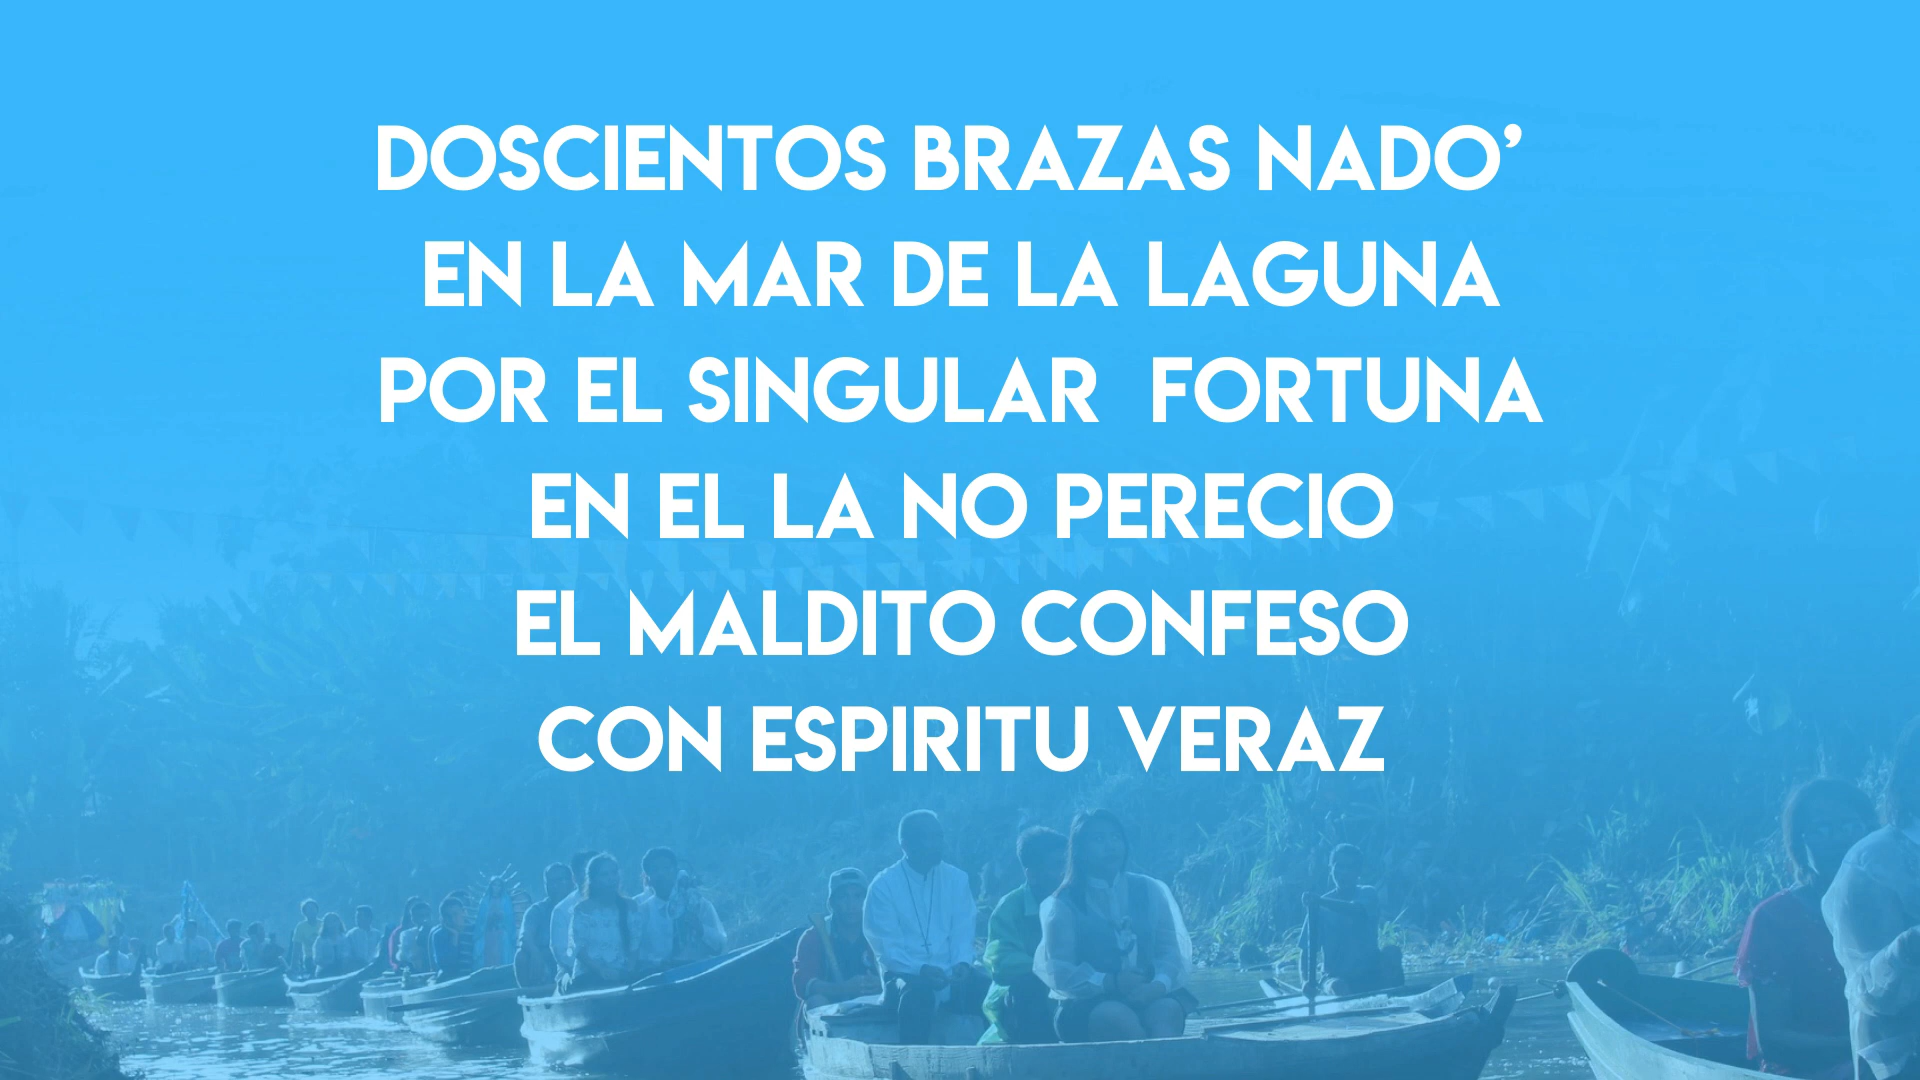 DOSCIENTOS BRAZAS NADO’
EN LA MAR DE LA LAGUNA
POR EL SINGULAR FORTUNA
EN EL LA NO PERECIO
EL MALDITO CONFESO
CON ESPIRITU VERAZ